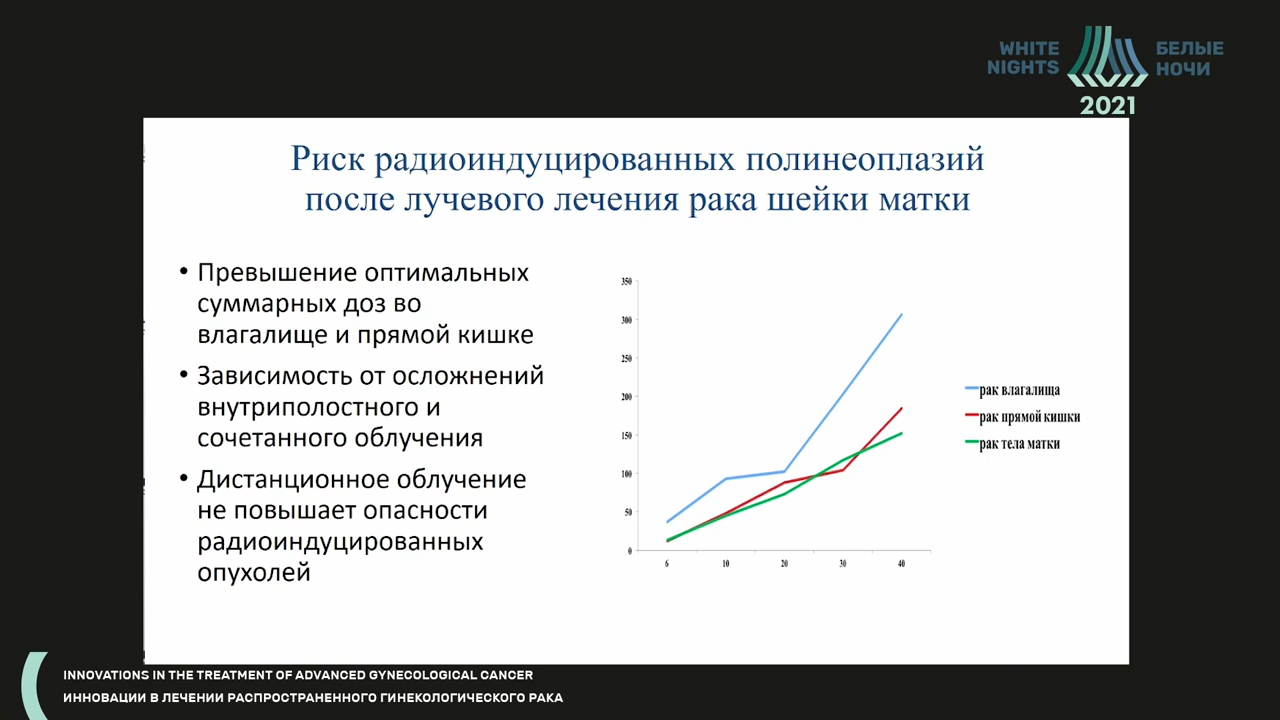 WHITE
NIGHTS
БЕЛЫЕ
НОЧИ
2021
Риск радиоиндуцированных полинеоплазий
после лучевого лечения рака шейки матки
• Превышение оптимальных
суммарных доз во
влагалище и прямой кишке
• Зависимость от осложнений
внутриполостного и
сочетанного облучения
• Дистанционное облучение
не повышает опасности
радиоиндуцированных
опухолей
350
300
250
200
150
100
50
0
6 10 20 30 40
рак влагалища
рак прямой кишки
рак тела матки
INNOVATIONS IN THE TREATMENT OF ADVANCED GYNECOLOGICAL CANCER
ИННОВАЦИИ В ЛЕЧЕНИИ РАСПРОСТРАНЕННОГО ГИНЕКОЛОГИЧЕСКОГО РАКА